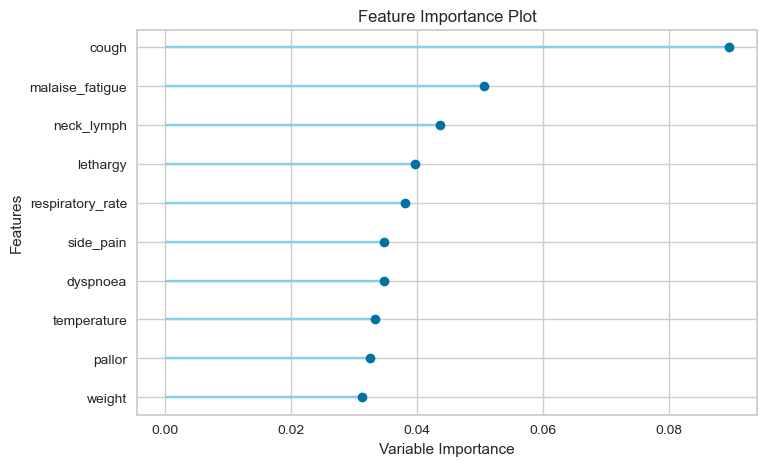 Feature Importance Plot
Features
cough
malaise_fatigue
neck_lymph
lethargy
respiratory_rate
side_pain
dyspnoea
temperature
pallor
weight
0.00 0.02 0.04 0.06 0.08
Variable Importance